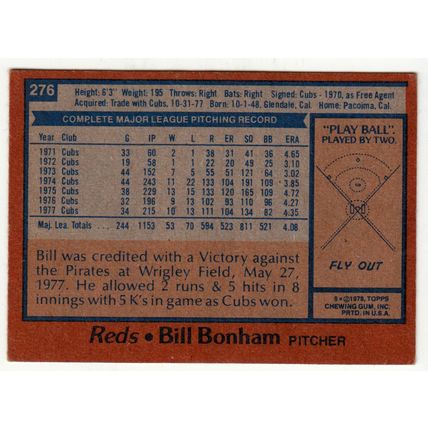 276
Height: 6'3" Weight: 195 Throws: Right Bats: Right Signed: Cubs - 1970, as Free Agent
Acquired: Trade with Cubs, 10-31-77 Born: 10-1-48, Glendale, Cal. Home: Pacoima, Cal.
COMPLETE MAJOR LEAGUE PITCHING RECORD
Year Club G IP W L R ER SO BB ERA
1971 Cubs 33 60 2 1 38 31 41 36 4.65
1972 Cubs 19 58 1 1 22 20 49 25 3.10
1973 Cubs 44 152 7 5 55 51 121 64 3.02
1974 Cubs 44 243 11 22 133 104 191 109 3.85
1975 Cubs 38 229 13 15 133 120 165 109 4.72
1976 Cubs 32 196 9 13 103 93 110 96 4.27
1977 Cubs 34 215 10 13 111 104 134 82 4.35
Maj. Lea. Totals 244 1153 53 70 594 523 811 521 4.08
"PLAY BALL"
PLAYED BY TWO
FLY OUT
Bill was credited with a Victory against
the Pirates at Wrigley Field, May 27,
1977. He allowed 2 runs & 5 hits in 8
innings with 5 K's in game as Cubs won.
© 1978, TOPPS
CHEWING GUM, INC.
PRTD. IN U.S.A.
Reds • Bill Bonham PITCHER